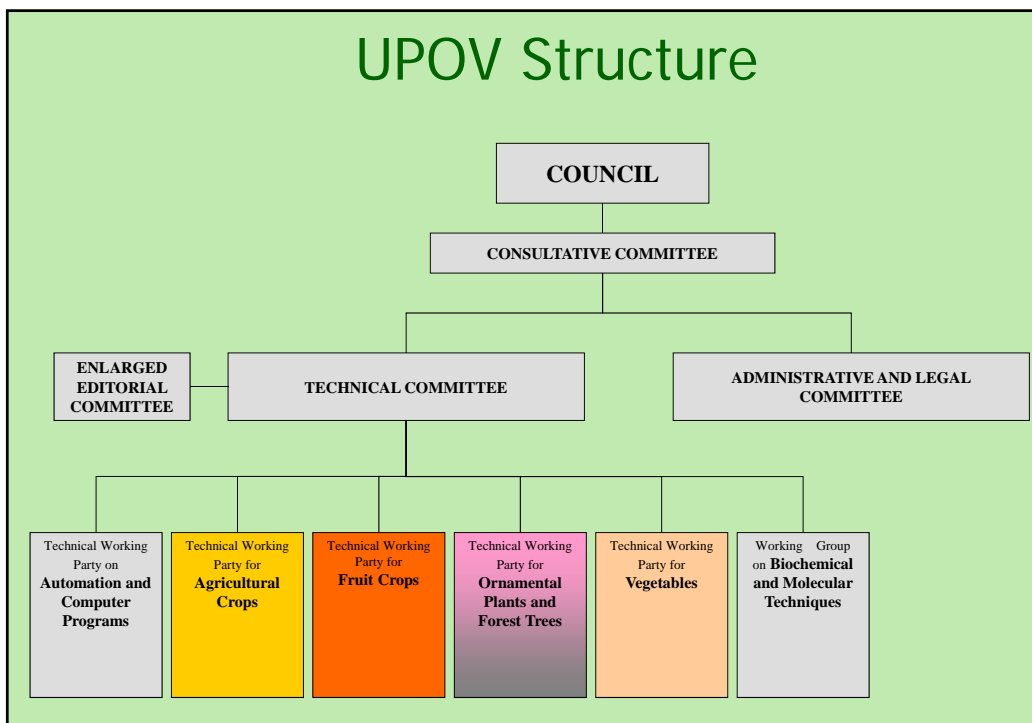 UPOV Structure
COUNCIL
CONSULTATIVE COMMITTEE
ENLARGED
EDITORIAL
COMMITTEE
TECHNICAL COMMITTEE
ADMINISTRATIVE AND LEGAL
COMMITTEE
Technical Working
Party on
Automation and
Computer
Programs
Technical Working
Party for
Agricultural
Crops
Technical Working
Party for
Fruit Crops
Technical Working
Party for
Ornamental
Plants and
Forest Trees
Technical Working
Party for
Vegetables
Working Group
on Biochemical
and Molecular
Techniques